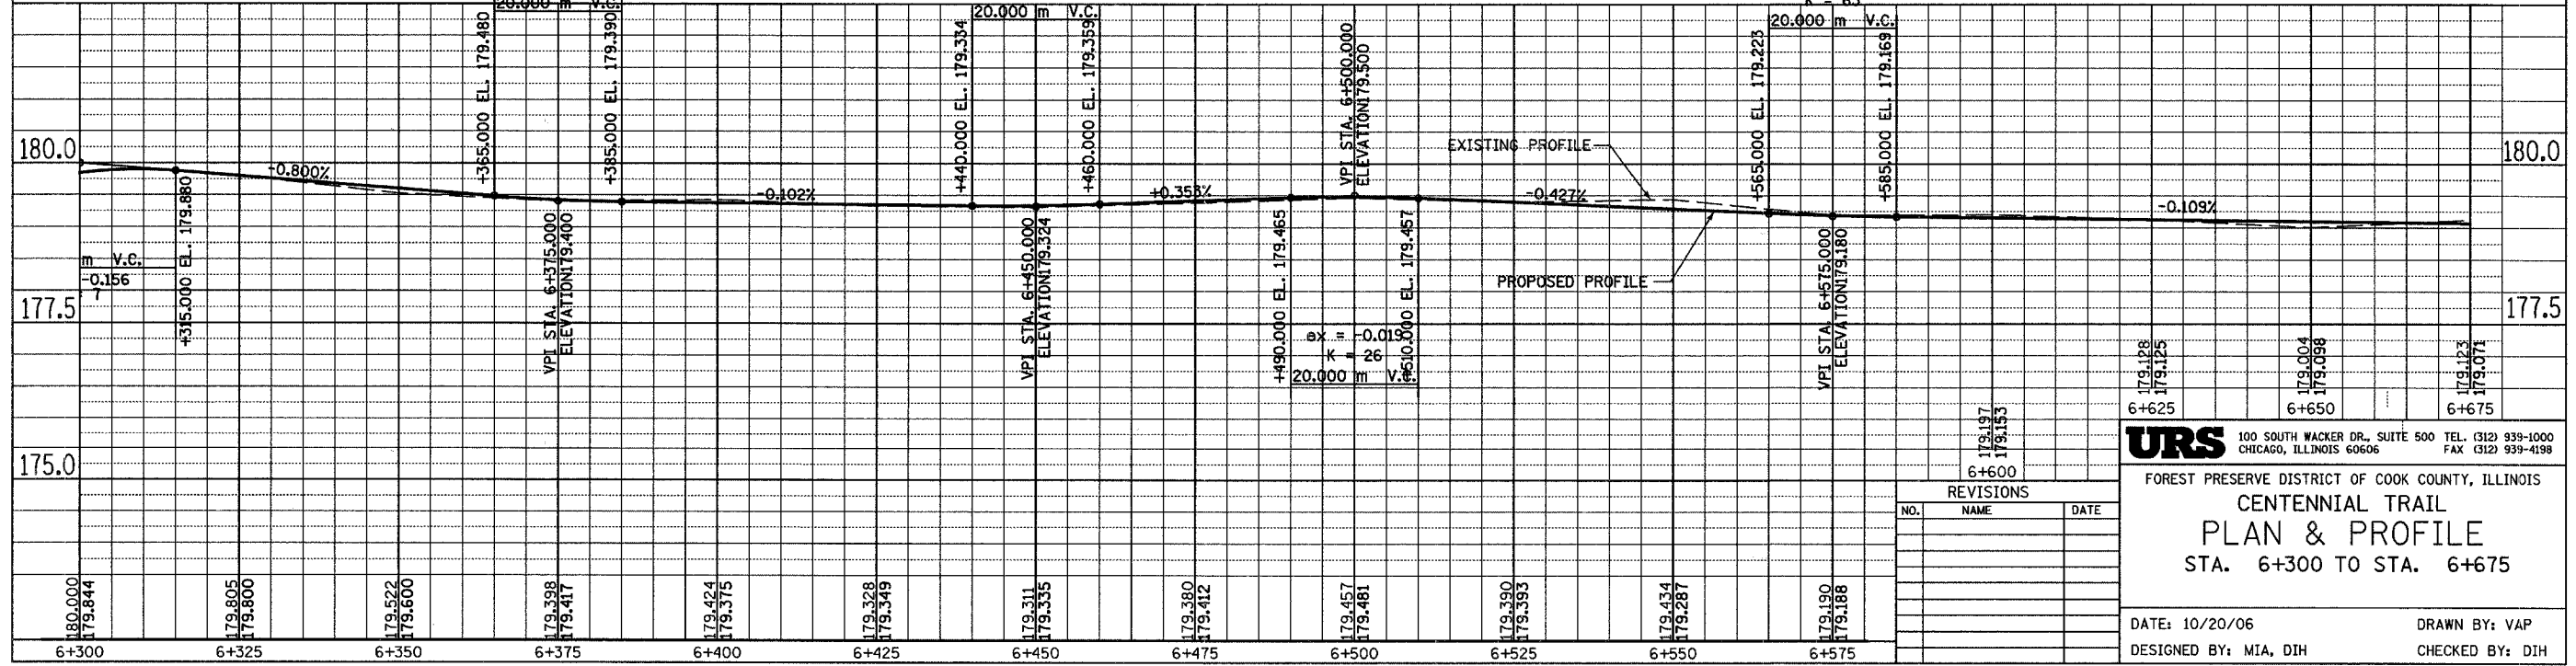 20.000 m V.C.
+365.000 EL. 179.480
+385.000 EL. 179.390
20.000 m V.C.
+440.000 EL. 179.334
+460.000 EL. 179.359
VPI STA. 6+500.000
ELEVATION179.500
20.000 m V.C.
+565.000 EL. 179.223
+585.000 EL. 179.169
180.0
-0.800%
-0.102%
+0.353%
EXISTING PROFILE
-0.427%
-0.109%
180.0
m V.C.
-0.156
7
+315.000 EL. 179.880
VPI STA. 6+375.000
ELEVATION179.400
VPI STA. 6+450.000
ELEVATION179.324
+490.000 EL. 179.465
+510.000 EL. 179.457
ex = -0.019
K = 26
20.000 m V.C.
PROPOSED PROFILE
VPI STA. 6+575.000
ELEVATION179.180
177.5
177.5
175.0
180.000
179.844
6+300
179.805
179.800
6+325
179.522
179.600
6+350
179.398
179.417
6+375
179.424
179.375
6+400
179.328
179.349
6+425
179.311
179.335
6+450
179.380
179.412
6+475
179.457
179.481
6+500
179.390
179.393
6+525
179.434
179.287
6+550
179.190
179.188
6+575
179.197
179.153
6+600
179.128
179.125
6+625
179.004
179.098
6+650
179.123
179.071
6+675
REVISIONS
NO. NAME DATE
URS
100 SOUTH WACKER DR., SUITE 500 TEL. (312) 939-1000
CHICAGO, ILLINOIS 60606 FAX (312) 939-4198
FOREST PRESERVE DISTRICT OF COOK COUNTY, ILLINOIS
CENTENNIAL TRAIL
PLAN & PROFILE
STA. 6+300 TO STA. 6+675
DATE: 10/20/06 DRAWN BY: VAP
DESIGNED BY: MIA, DIH CHECKED BY: DIH